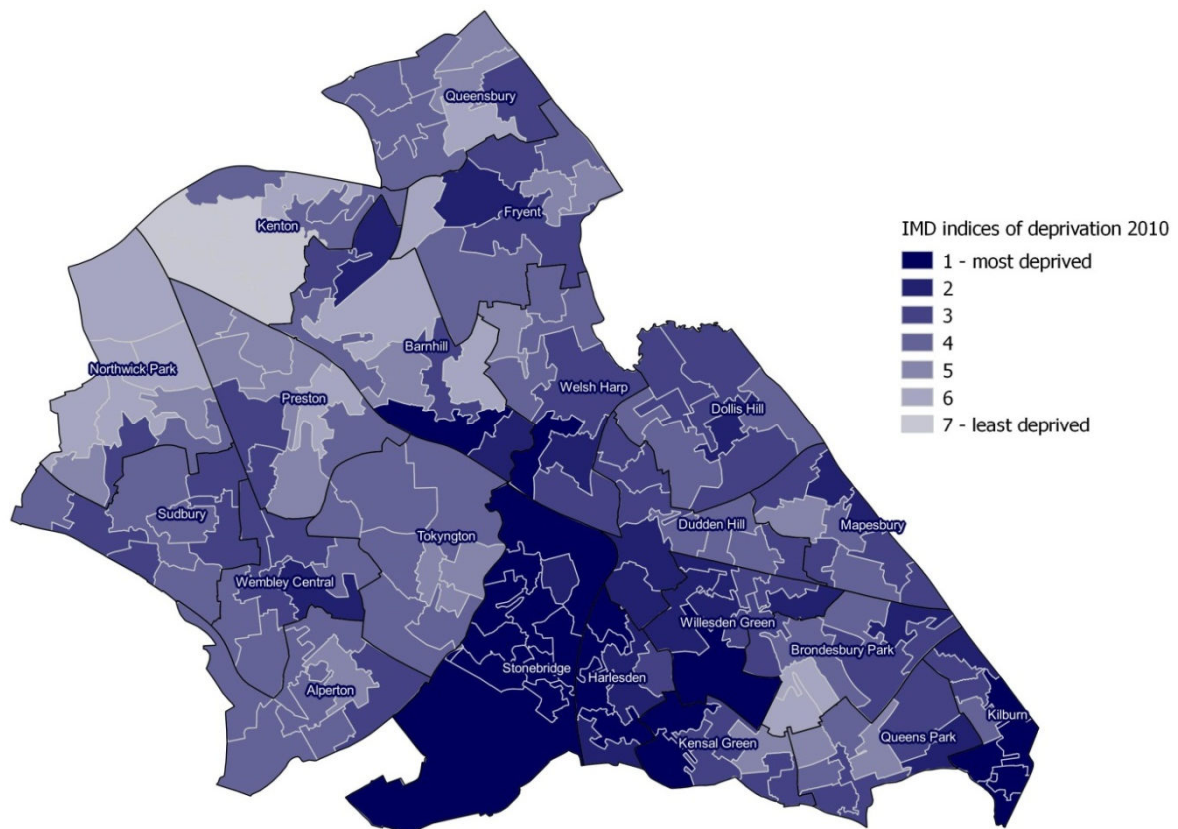 Queensbury
Fryent
Kenton
IMD indices of deprivation 2010
1 - most deprived
2
3
4
5
6
7 - least deprived
Barnhill
Northwick Park
Preston
Welsh Harp
Dollis Hill
Sudbury
Tokyngton
Dudden Hill
Mapesbury
Wembley Central
Willesden Green
Brondesbury Park
Stonebridge
Harlesden
Alperton
Kilburn
Kensal Green
Queens Park